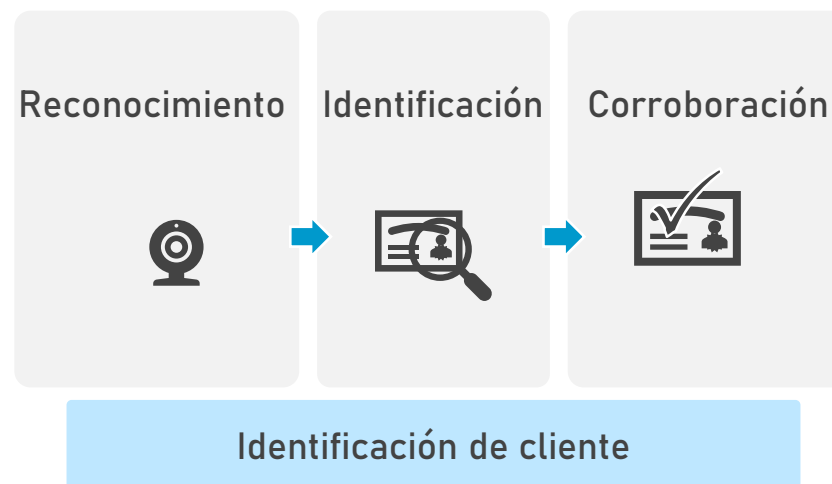 Reconocimiento
Identificación
Corroboración
Identificación de cliente